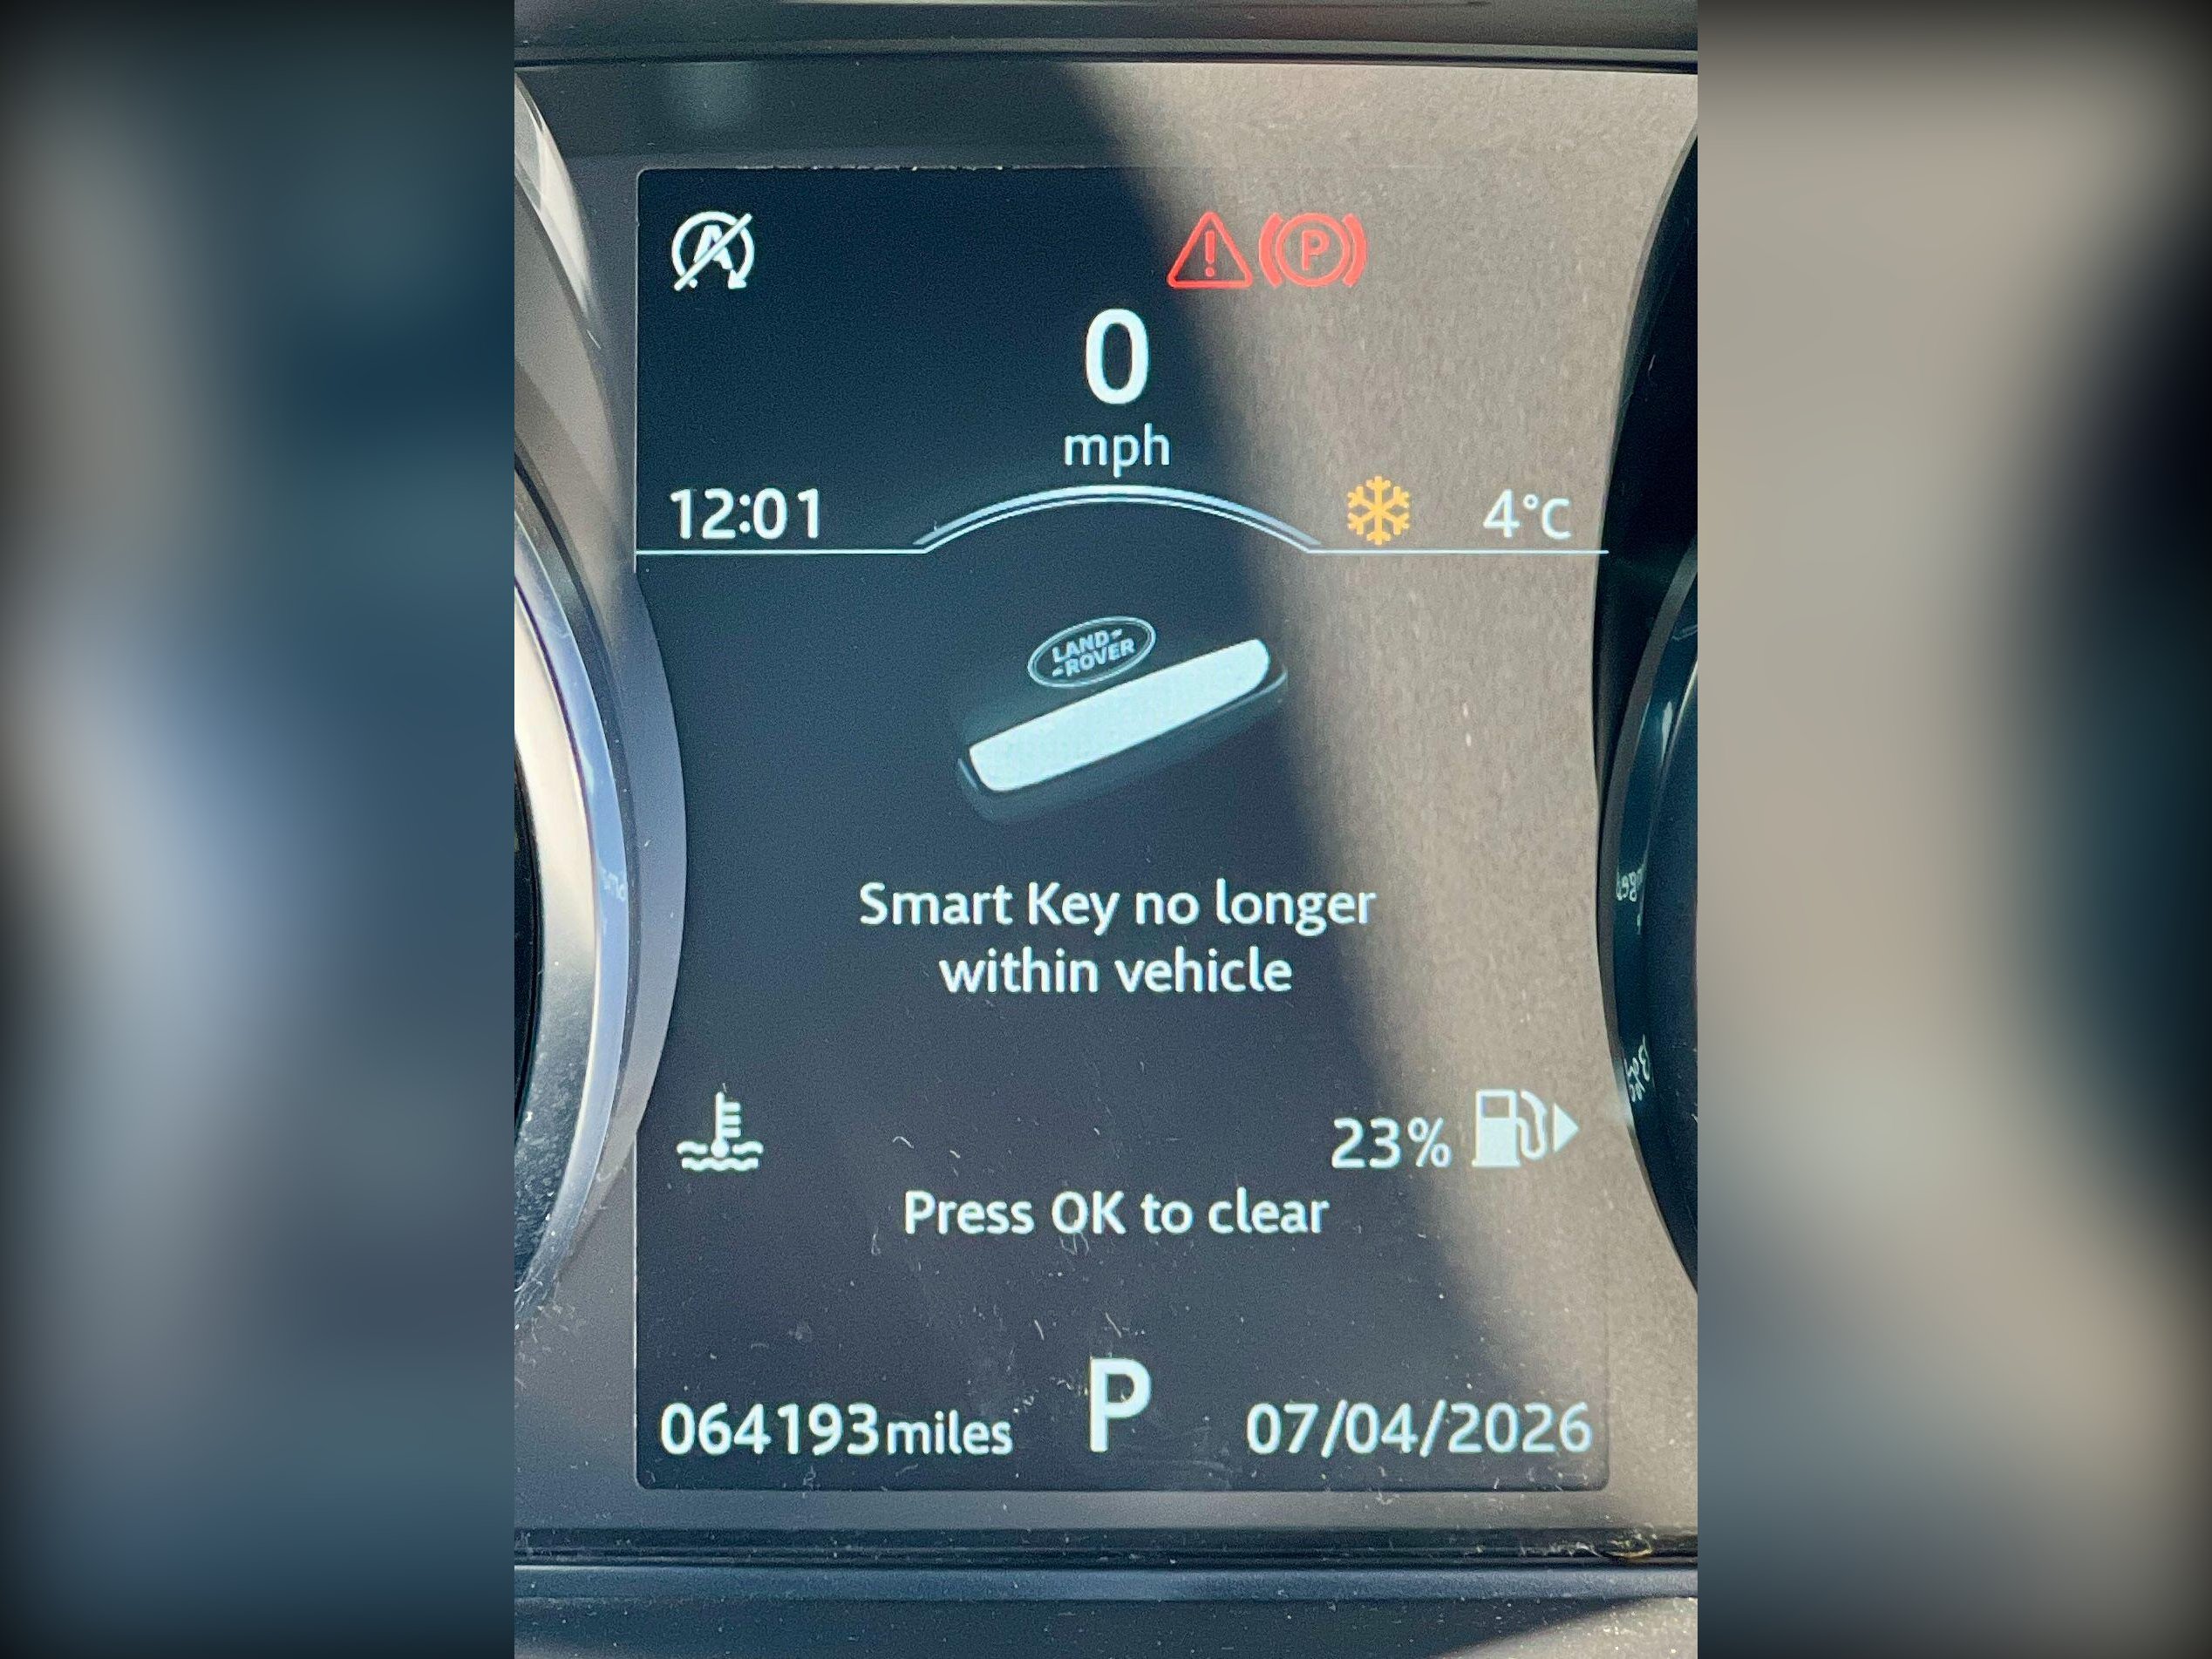 P
0
mph
12:01
4°C
LAND-
-ROVER
Smart Key no longer
within vehicle
23%
Press OK to clear
064193miles
P
07/04/2026